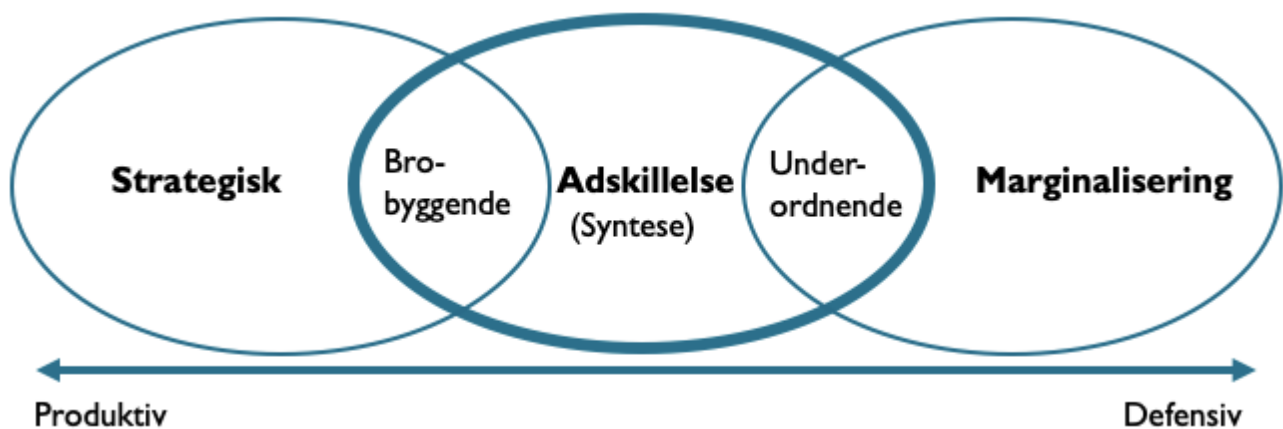 Strategisk
Bro-
byggende
Adskillelse
(Syntese)
Under-
ordnende
Marginalisering
Produktiv
Defensiv